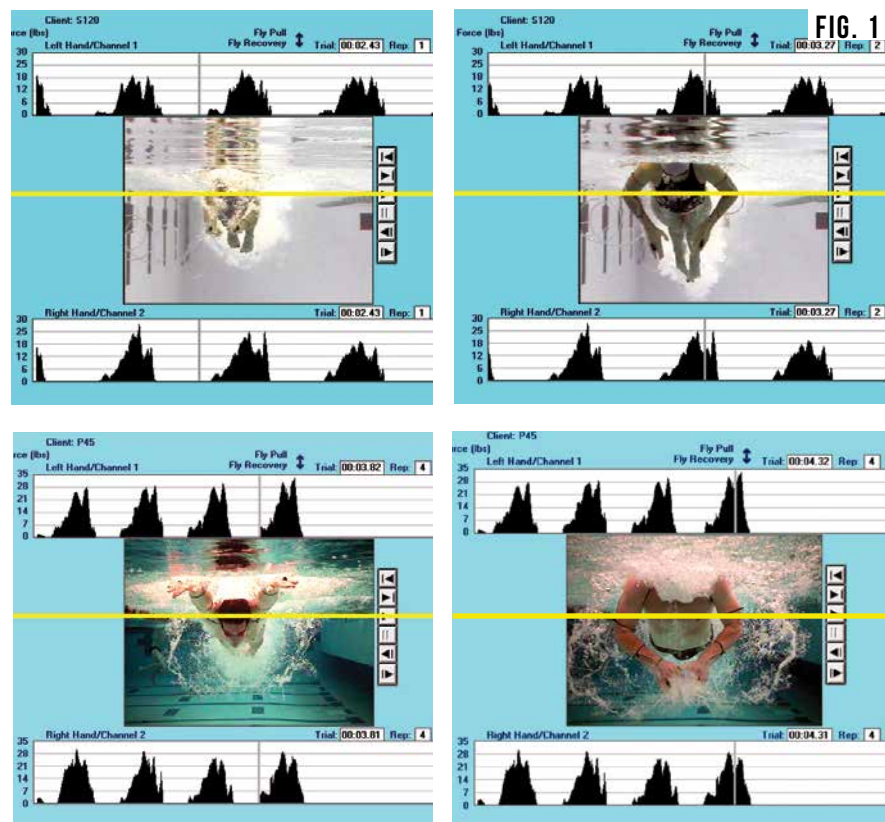 FIG. 1
Client: S120
orce (lbs)
Fly Pull
Fly Recovery
Left Hand/Channel 1
Trial: 00:02.43 Rep: 1
30
25
18
12
6
0
Right Hand/Channel 2
Trial: 00:02.43 Rep: 1
30
25
18
12
6
0
Client: S120
Force (lbs)
Fly Pull
Fly Recovery
Left Hand/Channel 1
Trial: 00:03.27 Rep: 2
30
25
18
12
6
0
Right Hand/Channel 2
Trial: 00:03.27 Rep: 2
30
25
18
12
6
0
Client: P45
orce (lbs)
Fly Pull
Fly Recovery
Left Hand/Channel 1
Trial: 00:03.82 Rep: 4
35
28
21
14
7
0
Right Hand/Channel 2
Trial: 00:03.81 Rep: 4
35
28
21
14
7
0
Client: P45
orce (lbs)
Fly Pull
Fly Recovery
Left Hand/Channel 1
Trial: 00:04.32 Rep: 4
35
28
21
14
7
0
Right Hand/Channel 2
Trial: 00:04.31 Rep: 4
35
28
21
14
7
0